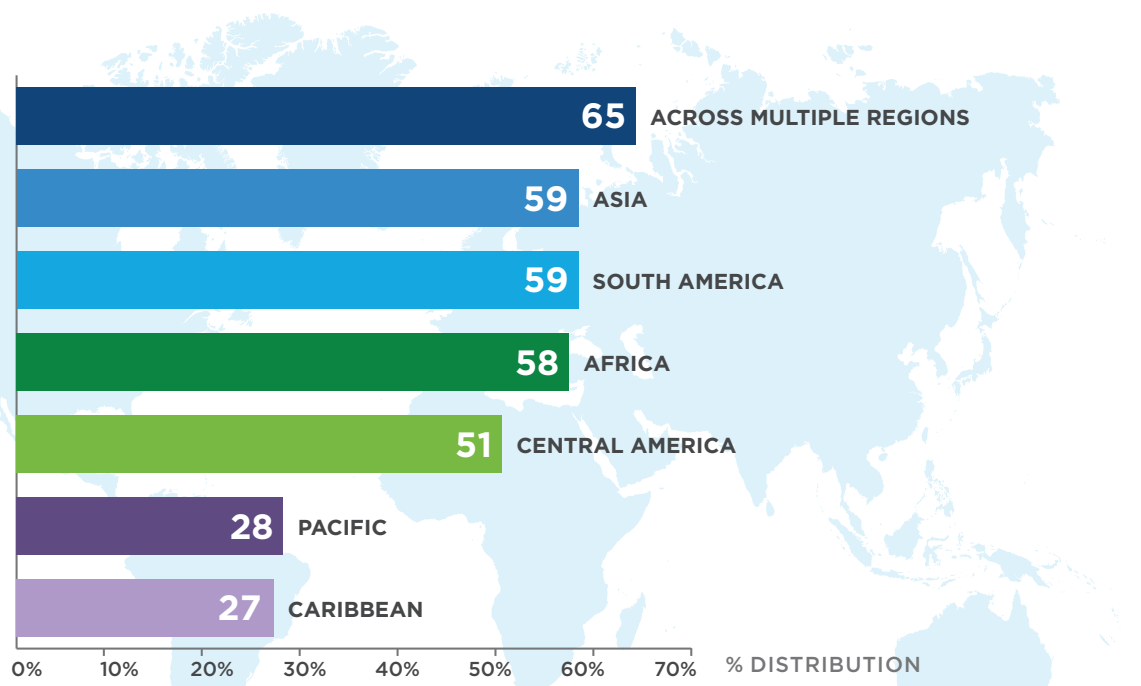 65 ACROSS MULTIPLE REGIONS
59 ASIA
59 SOUTH AMERICA
58 AFRICA
51 CENTRAL AMERICA
28 PACIFIC
27 CARIBBEAN
0% 10% 20% 30% 40% 50% 60% 70% % DISTRIBUTION